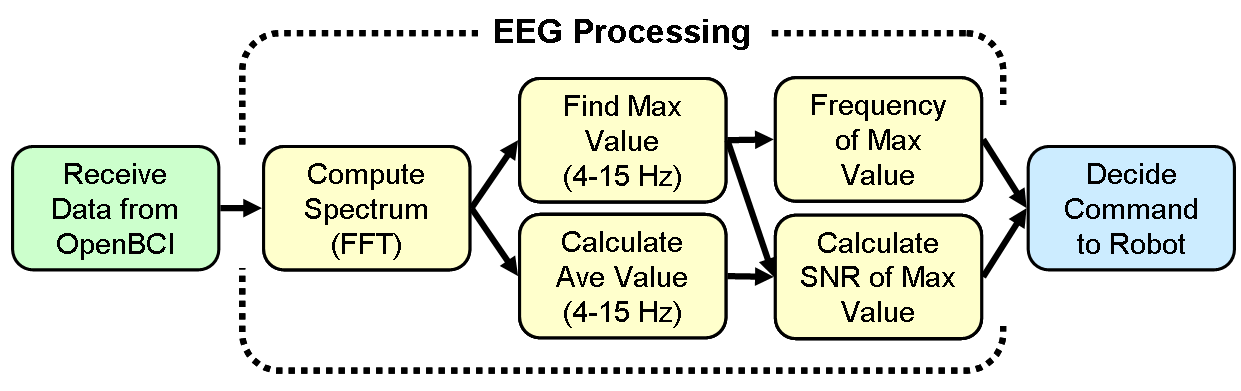 EEG Processing
Receive
Data from
OpenBCI
Compute
Spectrum
(FFT)
Find Max
Value
(4-15 Hz)
Calculate
Ave Value
(4-15 Hz)
Frequency
of Max
Value
Calculate
SNR of Max
Value
Decide
Command
to Robot